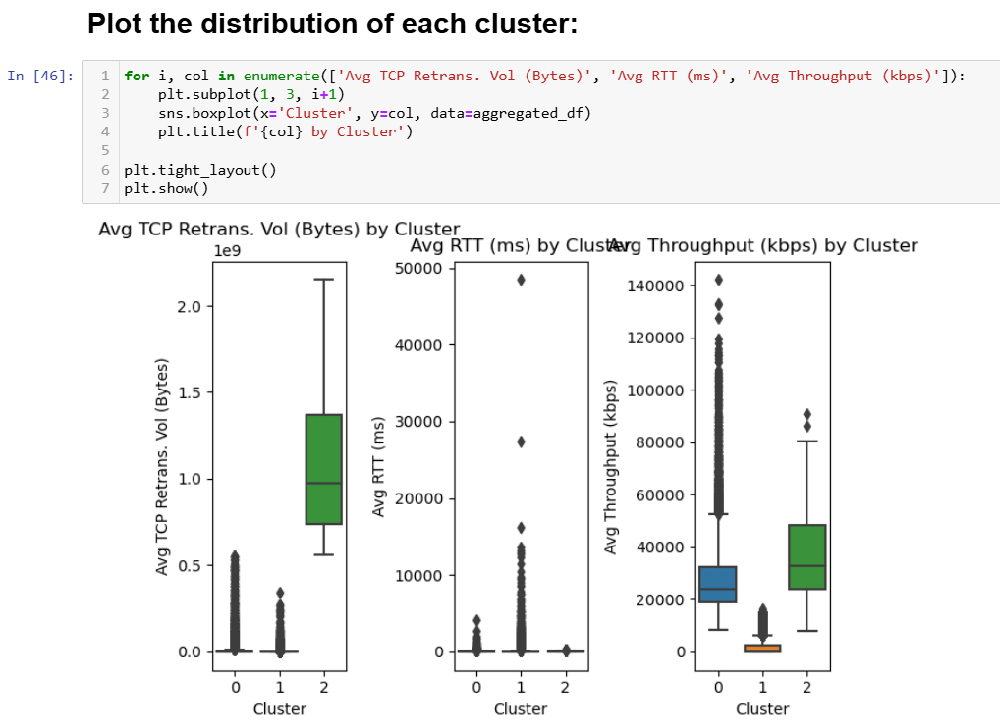 Plot the distribution of each cluster:
In [46]:
1 for i, col in enumerate(['Avg TCP Retrans. Vol (Bytes)', 'Avg RTT (ms)', 'Avg Throughput (kbps)']):
2     plt.subplot(1, 3, i+1)
3     sns.boxplot(x='Cluster', y=col, data=aggregated_df)
4     plt.title(f'{col} by Cluster')
5
6 plt.tight_layout()
7 plt.show()
Avg TCP Retrans. Vol (Bytes) by Cluster
1e9
2.0
1.5
1.0
0.5
0.0
Avg TCP Retrans. Vol (Bytes)
0 1 2
Cluster
Avg RTT (ms) by Cluster
50000
40000
30000
20000
10000
0
Avg RTT (ms)
0 1 2
Cluster
Avg Throughput (kbps) by Cluster
140000
120000
100000
80000
60000
40000
20000
0
Avg Throughput (kbps)
0 1 2
Cluster